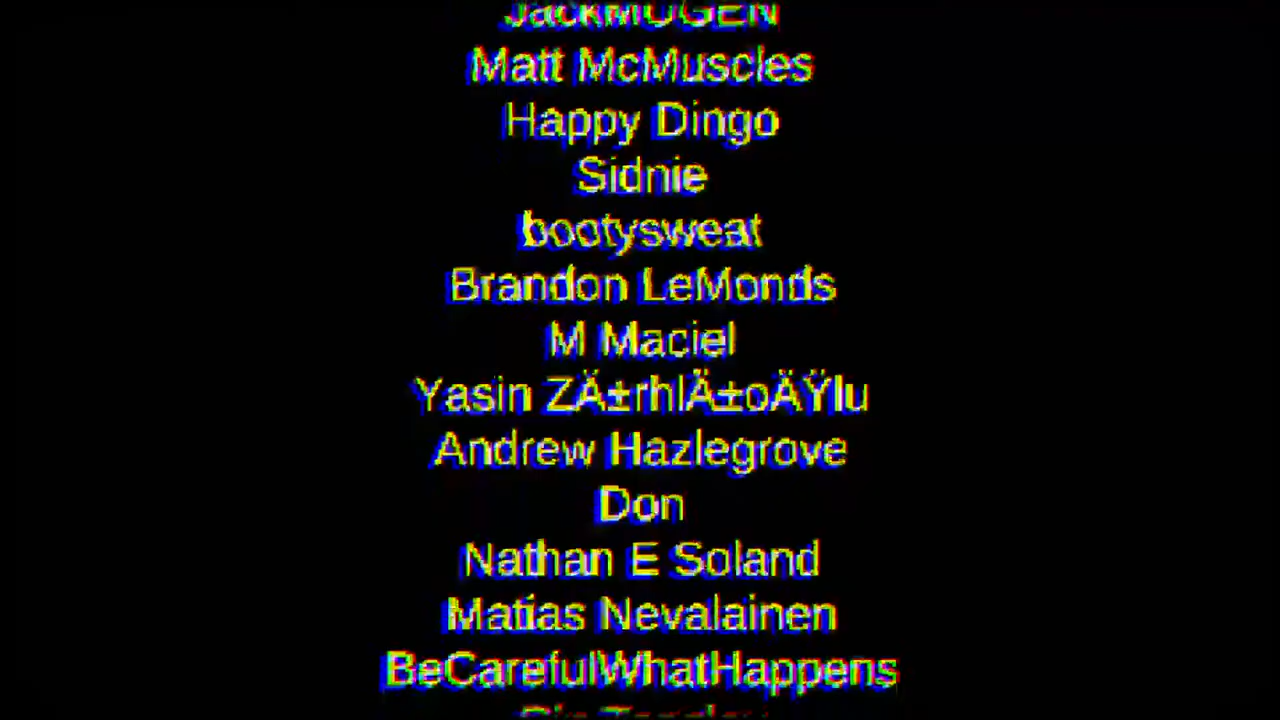 JackMUGEN
Matt McMuscles
Happy Dingo
Sidnie
bootysweat
Brandon LeMonds
M Maciel
Yasin ZÄ±rhlÄ±oÄŸlu
Andrew Hazlegrove
Don
Nathan E Soland
Matias Nevalainen
BeCarefulWhatHappens